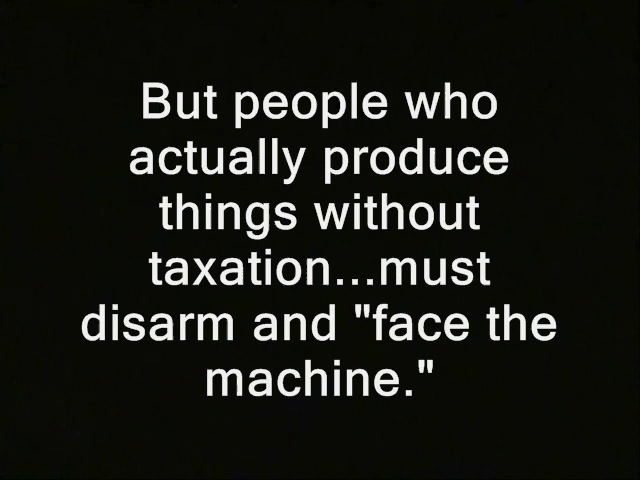 But people who
actually produce
things without
taxation...must
disarm and "face the
machine."